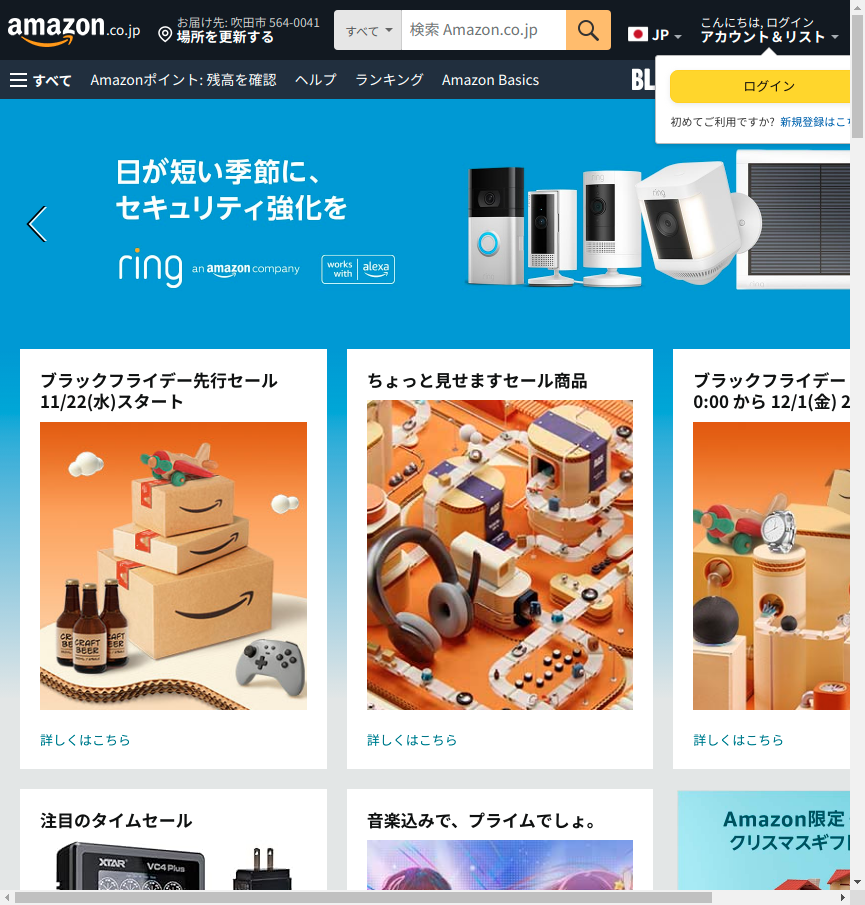 amazon.co.jp
お届け先: 吹田市 564-0041
場所を更新する
すべて
検索 Amazon.co.jp
JP
こんにちは, ログイン
アカウント＆リスト
すべて
Amazonポイント: 残高を確認
ヘルプ
ランキング
Amazon Basics
BL
ログイン
初めてご利用ですか? 新規登録はこち
日が短い季節に、
セキュリティ強化を
ring
an amazon company
works with alexa
ring
ring
ring
ブラックフライデー先行セール
11/22(水)スタート
CRAFT
BEER
詳しくはこちら
ちょっと見せますセール商品
詳しくはこちら
ブラックフライデー
0:00 から 12/1(金) 2
詳しくはこちら
注目のタイムセール
XTAR
VC4 Plus
音楽込みで、プライムでしょ。
Amazon限定
クリスマスギフ